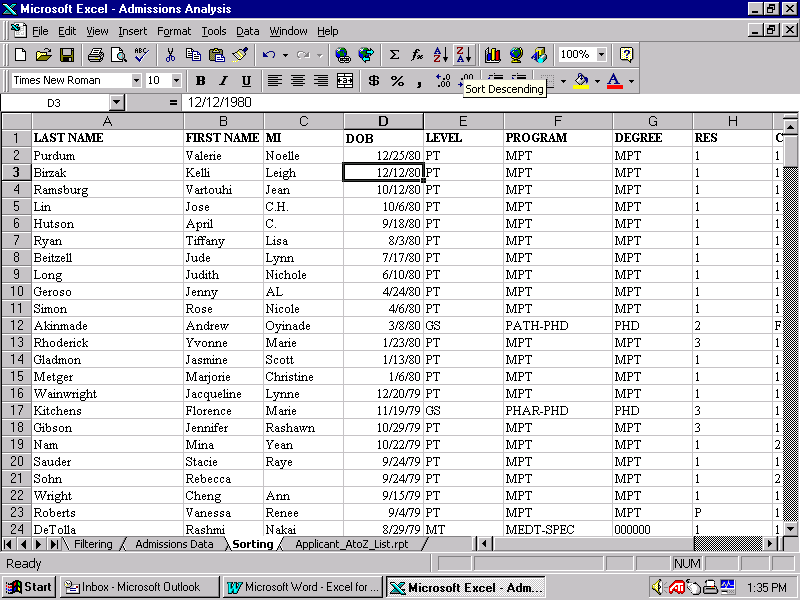 Microsoft Excel - Admissions Analysis
File Edit View Insert Format Tools Data Window Help
100%
Times New Roman 10 B I U $ % ,
Sort Descending
D3 = 12/12/1980
A B C D E F G H
1 LAST NAME FIRST NAME MI DOB LEVEL PROGRAM DEGREE RES C
2 Purdum Valerie Noelle 12/25/80 PT MPT MPT 1 1
3 Birzak Kelli Leigh 12/12/80 PT MPT MPT 1 1
4 Ramsburg Vartouhi Jean 10/12/80 PT MPT MPT 1 1
5 Lin Jose C.H. 10/6/80 PT MPT MPT 1 1
6 Hutson April C. 9/18/80 PT MPT MPT 1 1
7 Ryan Tiffany Lisa 8/3/80 PT MPT MPT 1 1
8 Beitzell Jude Lynn 7/17/80 PT MPT MPT 1 1
9 Long Judith Nichole 6/10/80 PT MPT MPT 1 1
10 Geroso Jenny AL 4/24/80 PT MPT MPT 1 1
11 Simon Rose Nicole 4/6/80 PT MPT MPT 1 1
12 Akinmade Andrew Oyinade 3/8/80 GS PATH-PHD PHD 2 F
13 Rhoderick Yvonne Marie 1/23/80 PT MPT MPT 3 1
14 Gladmon Jasmine Scott 1/13/80 PT MPT MPT 1 1
15 Metger Marjorie Christine 1/6/80 PT MPT MPT 1 1
16 Wainwright Jacqueline Lynne 12/20/79 PT MPT MPT 1 1
17 Kitchens Florence Marie 11/19/79 GS PHAR-PHD PHD 3 1
18 Gibson Jennifer Rashawn 10/29/79 PT MPT MPT 3 1
19 Nam Mina Yean 10/22/79 PT MPT MPT 1 2
20 Sauder Stacie Raye 9/24/79 PT MPT MPT 1 1
21 Sohn Rebecca 9/24/79 PT MPT MPT 1 2
22 Wright Cheng Ann 9/15/79 PT MPT MPT 1 1
23 Roberts Vanessa Renee 9/4/79 PT MPT MPT P 1
24 DeTolla Rashmi Nakai 8/29/79 MT MEDT-SPEC 000000 1 1
Filtering Admissions Data Sorting Applicant_AtoZ_List.rpt
Ready NUM
Start Inbox - Microsoft Outlook Microsoft Word - Excel for ... Microsoft Excel - Adm... 1:35 PM